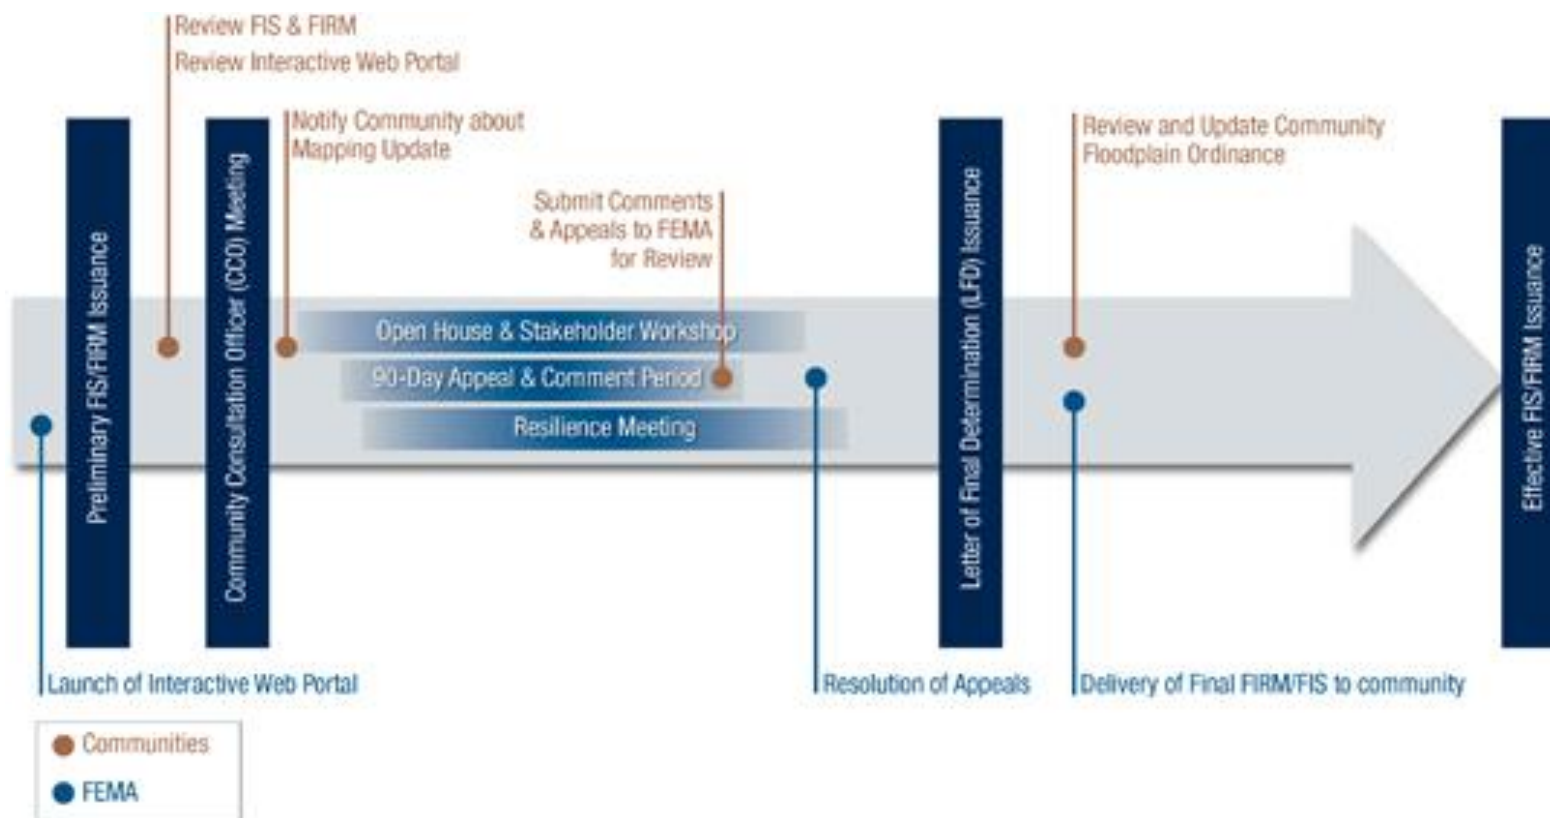 Review FIS & FIRM
Review Interactive Web Portal
Notify Community about
Mapping Update
Submit Comments
& Appeals to FEMA
for Review
Review and Update Community
Floodplain Ordinance
Preliminary FIS/FIRM Issuance
Community Consultation Officer (CCO) Meeting
Open House & Stakeholder Workshop
90-Day Appeal & Comment Period
Resilience Meeting
Letter of Final Determination (LFD) Issuance
Effective FIS/FIRM Issuance
Launch of Interactive Web Portal
Resolution of Appeals
Delivery of Final FIRM/FIS to community
Communities
FEMA